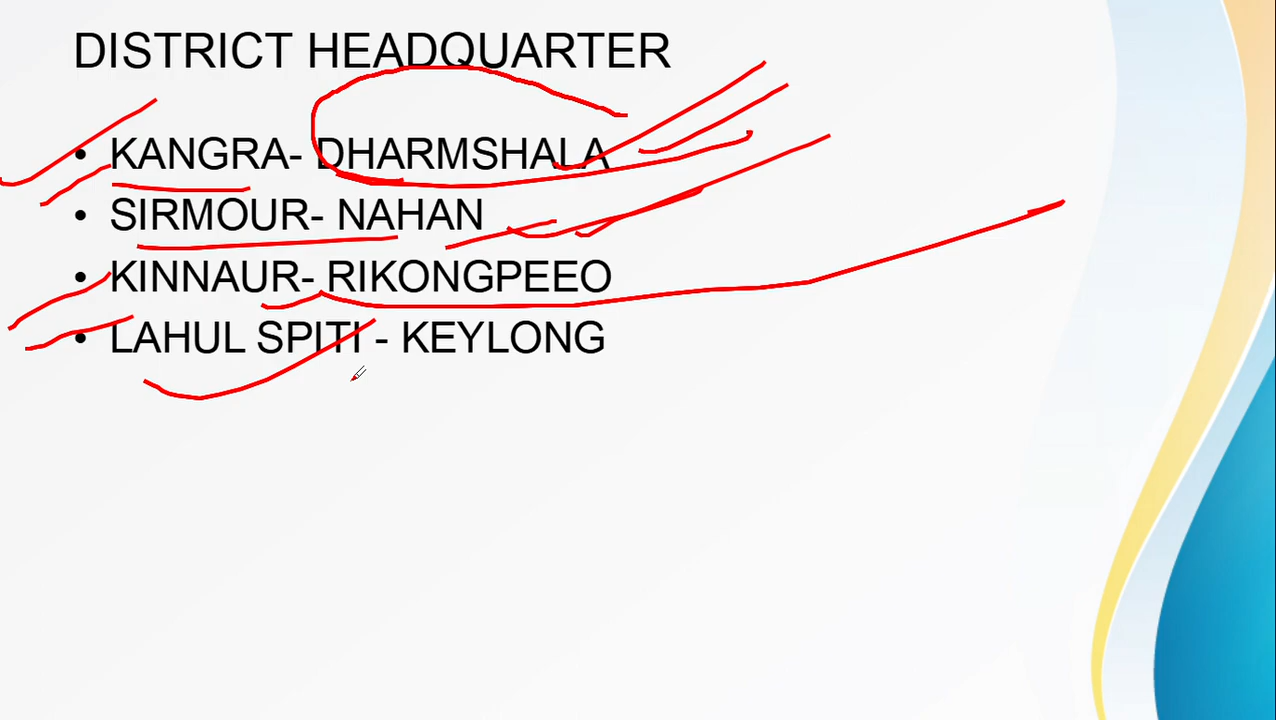 DISTRICT HEADQUARTER
• KANGRA- DHARMSHALA
• SIRMOUR- NAHAN
• KINNAUR- RIKONGPEEO
• LAHUL SPITI - KEYLONG